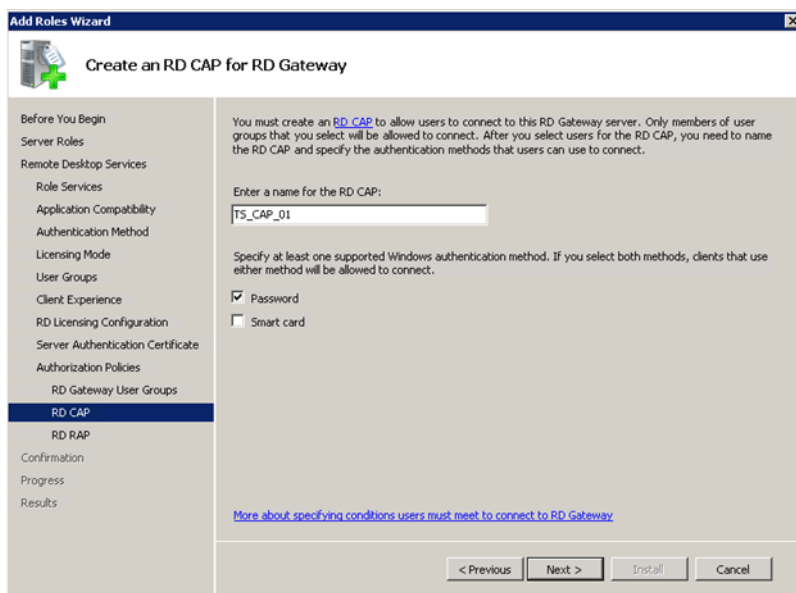 Add Roles Wizard
Create an RD CAP for RD Gateway
Before You Begin
Server Roles
Remote Desktop Services
Role Services
Application Compatibility
Authentication Method
Licensing Mode
User Groups
Client Experience
RD Licensing Configuration
Server Authentication Certificate
Authorization Policies
RD Gateway User Groups
RD CAP
RD RAP
Confirmation
Progress
Results
You must create an RD CAP to allow users to connect to this RD Gateway server. Only members of user
groups that you select will be allowed to connect. After you select users for the RD CAP, you need to name
the RD CAP and specify the authentication methods that users can use to connect.
Enter a name for the RD CAP:
TS_CAP_01
Specify at least one supported Windows authentication method. If you select both methods, clients that use
either method will be allowed to connect.
Password
Smart card
More about specifying conditions users must meet to connect to RD Gateway
< Previous
Next >
Install
Cancel